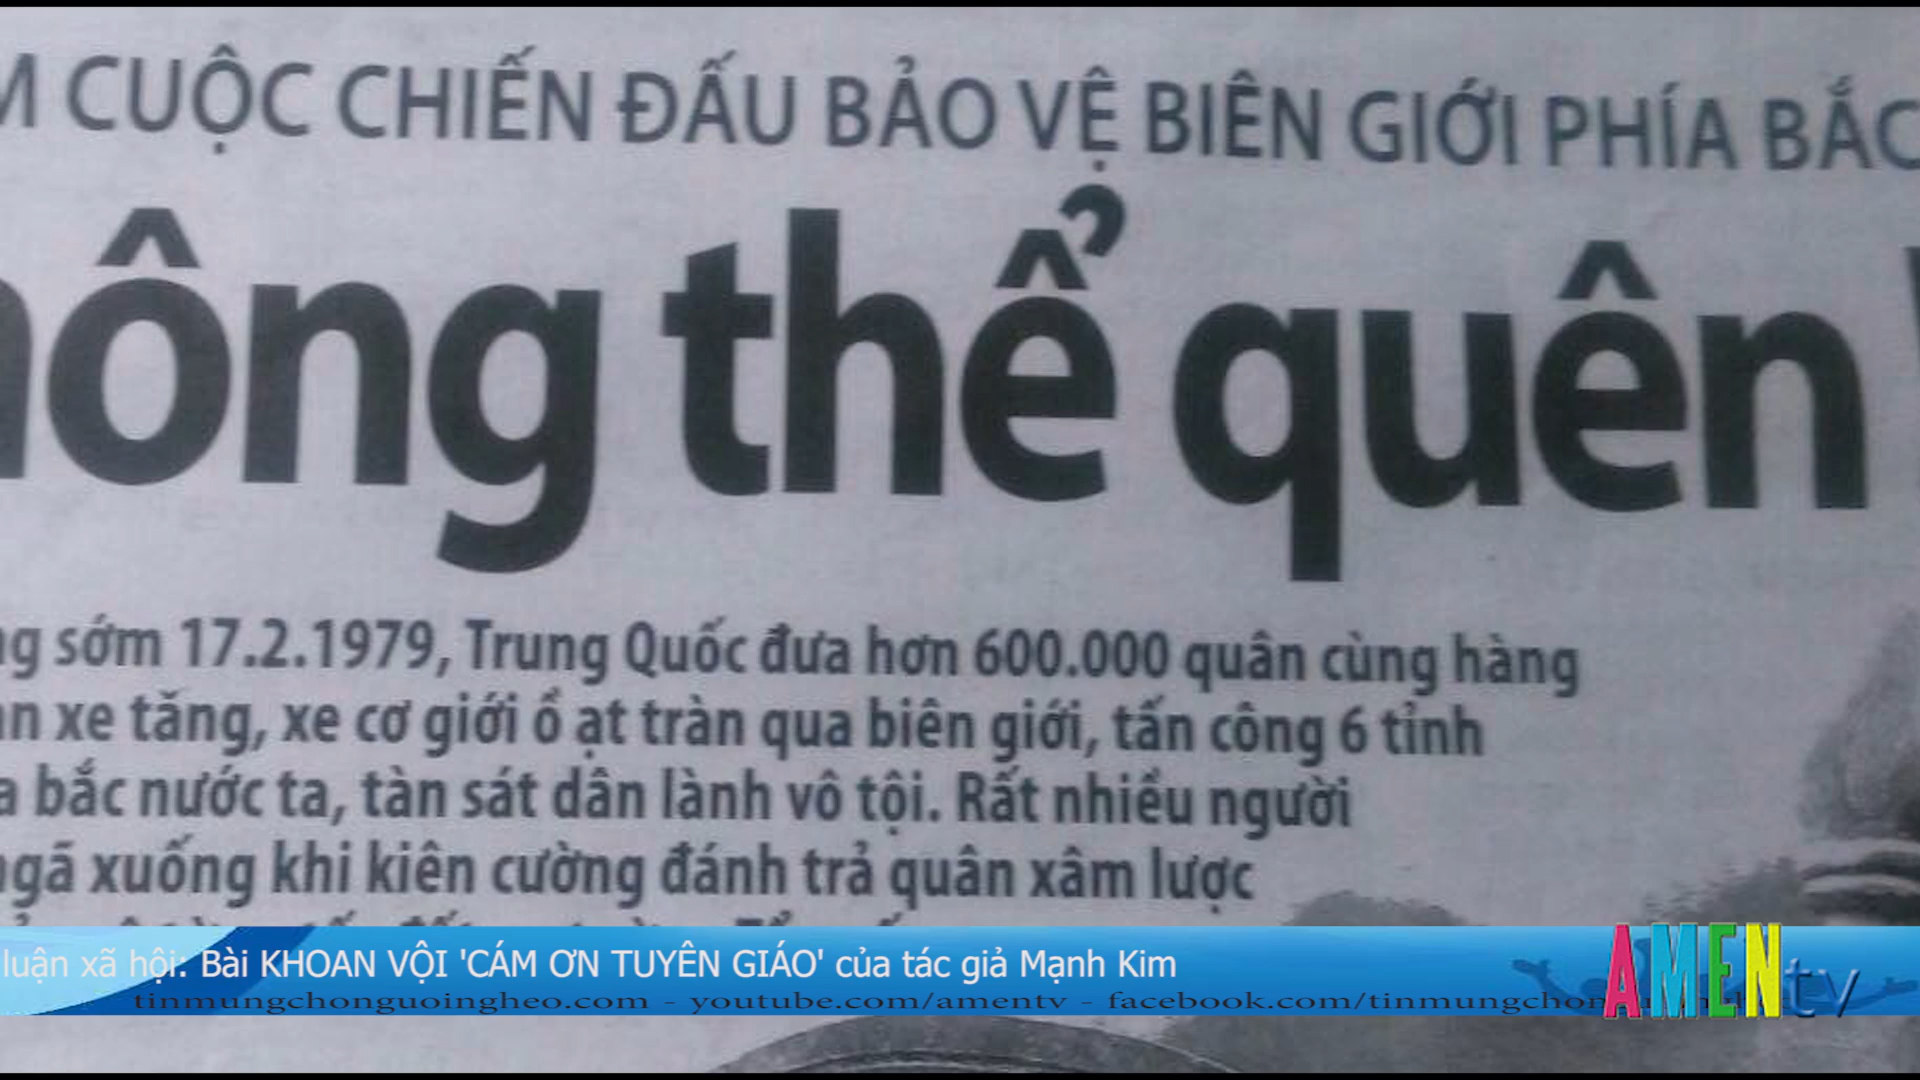 M CUỘC CHIẾN ĐẤU BẢO VỆ BIÊN GIỚI PHÍA BẮC
hông thể quên
ng sớm 17.2.1979, Trung Quốc đưa hơn 600.000 quân cùng hàng
àn xe tăng, xe cơ giới ồ ạt tràn qua biên giới, tấn công 6 tỉnh
a bắc nước ta, tàn sát dân lành vô tội. Rất nhiều người
ngã xuống khi kiên cường đánh trả quân xâm lược
luận xã hội: Bài KHOAN VỘI 'CÁM ƠN TUYÊN GIÁO' của tác giả Mạnh Kim
tinmungchonguoingheo.com - youtube.com/amentv - facebook.com/tinmungchon
AMENtv